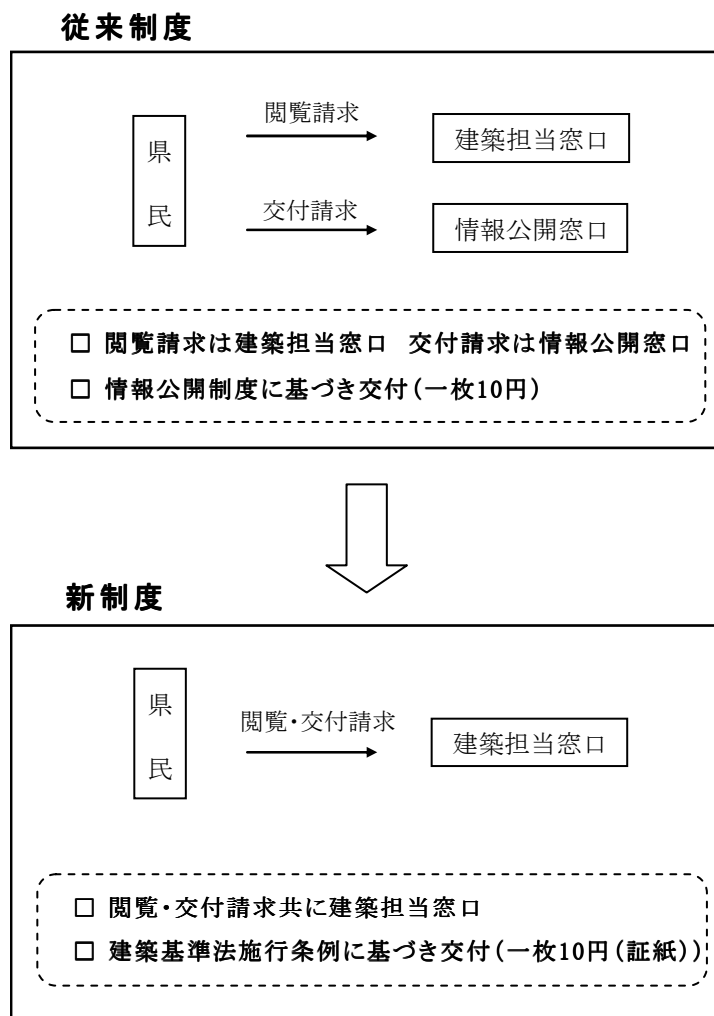 従来制度
県民
閲覧請求
建築担当窓口
交付請求
情報公開窓口
□ 閲覧請求は建築担当窓口 交付請求は情報公開窓口
□ 情報公開制度に基づき交付（一枚10円）
新制度
県民
閲覧・交付請求
建築担当窓口
□ 閲覧・交付請求共に建築担当窓口
□ 建築基準法施行条例に基づき交付（一枚10円（証紙））